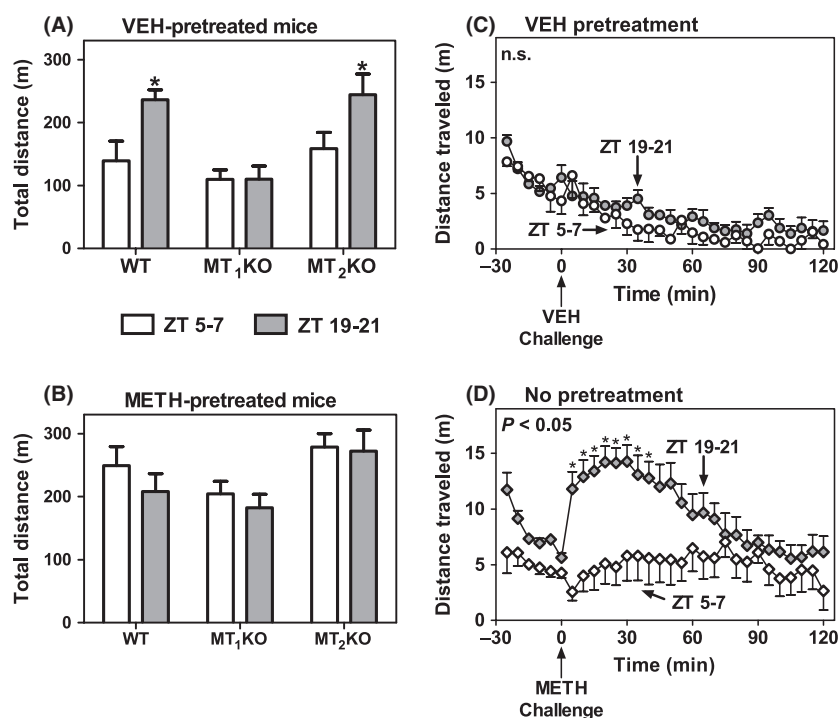 (A) VEH-pretreated mice
Total distance (m)
300
200
100
0
*
*
WT MT₁KO MT₂KO
ZT 5-7 ZT 19-21
(B) METH-pretreated mice
Total distance (m)
300
200
100
0
WT MT₁KO MT₂KO
(C) VEH pretreatment
n.s.
Distance traveled (m)
15
10
5
0
ZT 19-21
ZT 5-7
–30 0 30 60 90 120
Time (min)
VEH
Challenge
(D) No pretreatment
P < 0.05
Distance traveled (m)
15
10
5
0
* * * * * * * *
ZT 19-21
ZT 5-7
–30 0 30 60 90 120
Time (min)
METH
Challenge